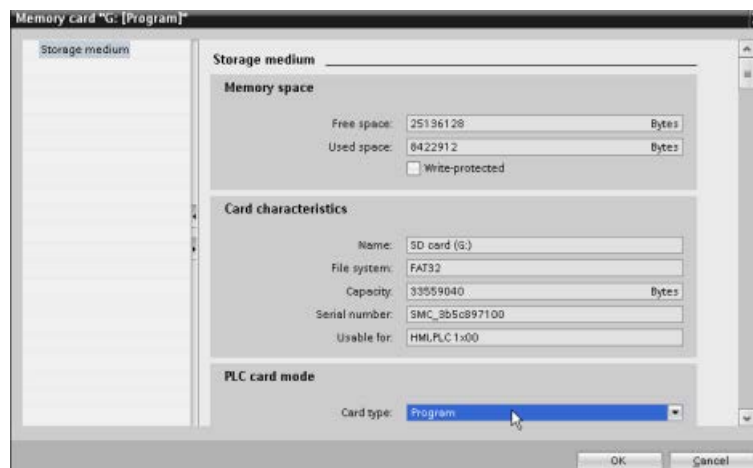 Memory card "G: [Program]"
Storage medium
Storage medium
Memory space
Free space: 25136128 Bytes
Used space: 8422912 Bytes
Write-protected
Card characteristics
Name: SD card (G:)
File system: FAT32
Capacity: 33559040 Bytes
Serial number: SMC_3b5c897100
Usable for: HMI,PLC 1x00
PLC card mode
Card type: Program
OK Cancel